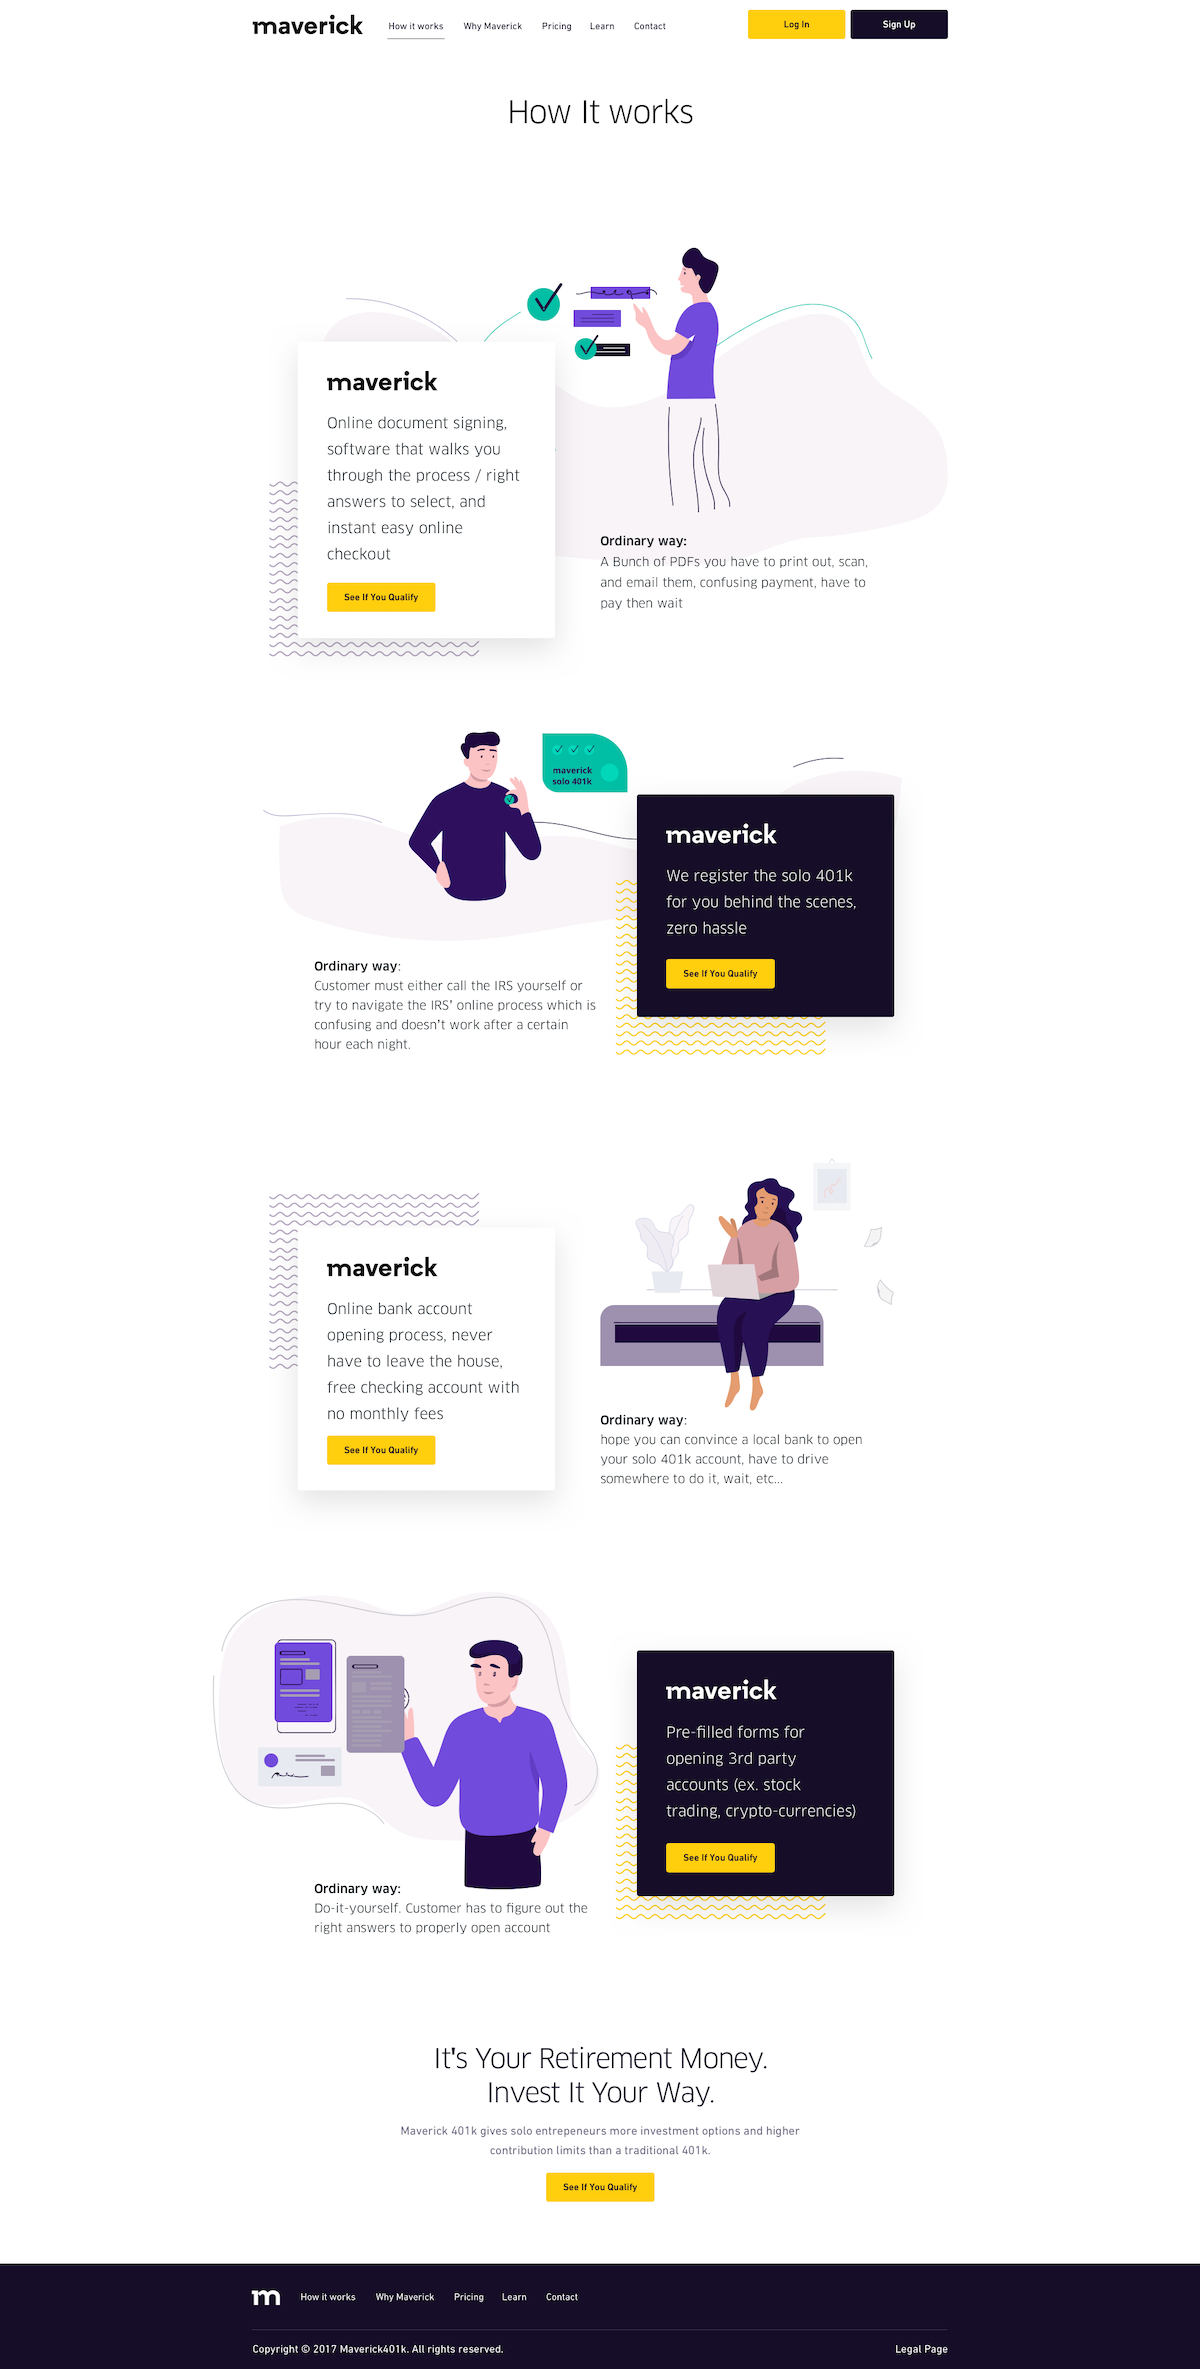 maverick How it works Why Maverick Pricing Learn Contact Log In Sign Up
How It works
maverick
Online document signing,
software that walks you
through the process / right
answers to select, and
instant easy online
checkout
See If You Qualify
Ordinary way:
A Bunch of PDFs you have to print out, scan,
and email them, confusing payment, have to
pay then wait
maverick
solo 401k
maverick
We register the solo 401k
for you behind the scenes,
zero hassle
See If You Qualify
Ordinary way:
Customer must either call the IRS yourself or
try to navigate the IRS' online process which is
confusing and doesn't work after a certain
hour each night.
maverick
Online bank account
opening process, never
have to leave the house,
free checking account with
no monthly fees
See If You Qualify
Ordinary way:
hope you can convince a local bank to open
your solo 401k account, have to drive
somewhere to do it, wait, etc...
maverick
Pre-filled forms for
opening 3rd party
accounts (ex. stock
trading, crypto-currencies)
See If You Qualify
Ordinary way:
Do-it-yourself. Customer has to figure out the
right answers to properly open account
It's Your Retirement Money.
Invest It Your Way.
Maverick 401k gives solo entrepeneurs more investment options and higher
contribution limits than a traditional 401k.
See If You Qualify
m How it works Why Maverick Pricing Learn Contact
Copyright © 2017 Maverick401k. All rights reserved. Legal Page